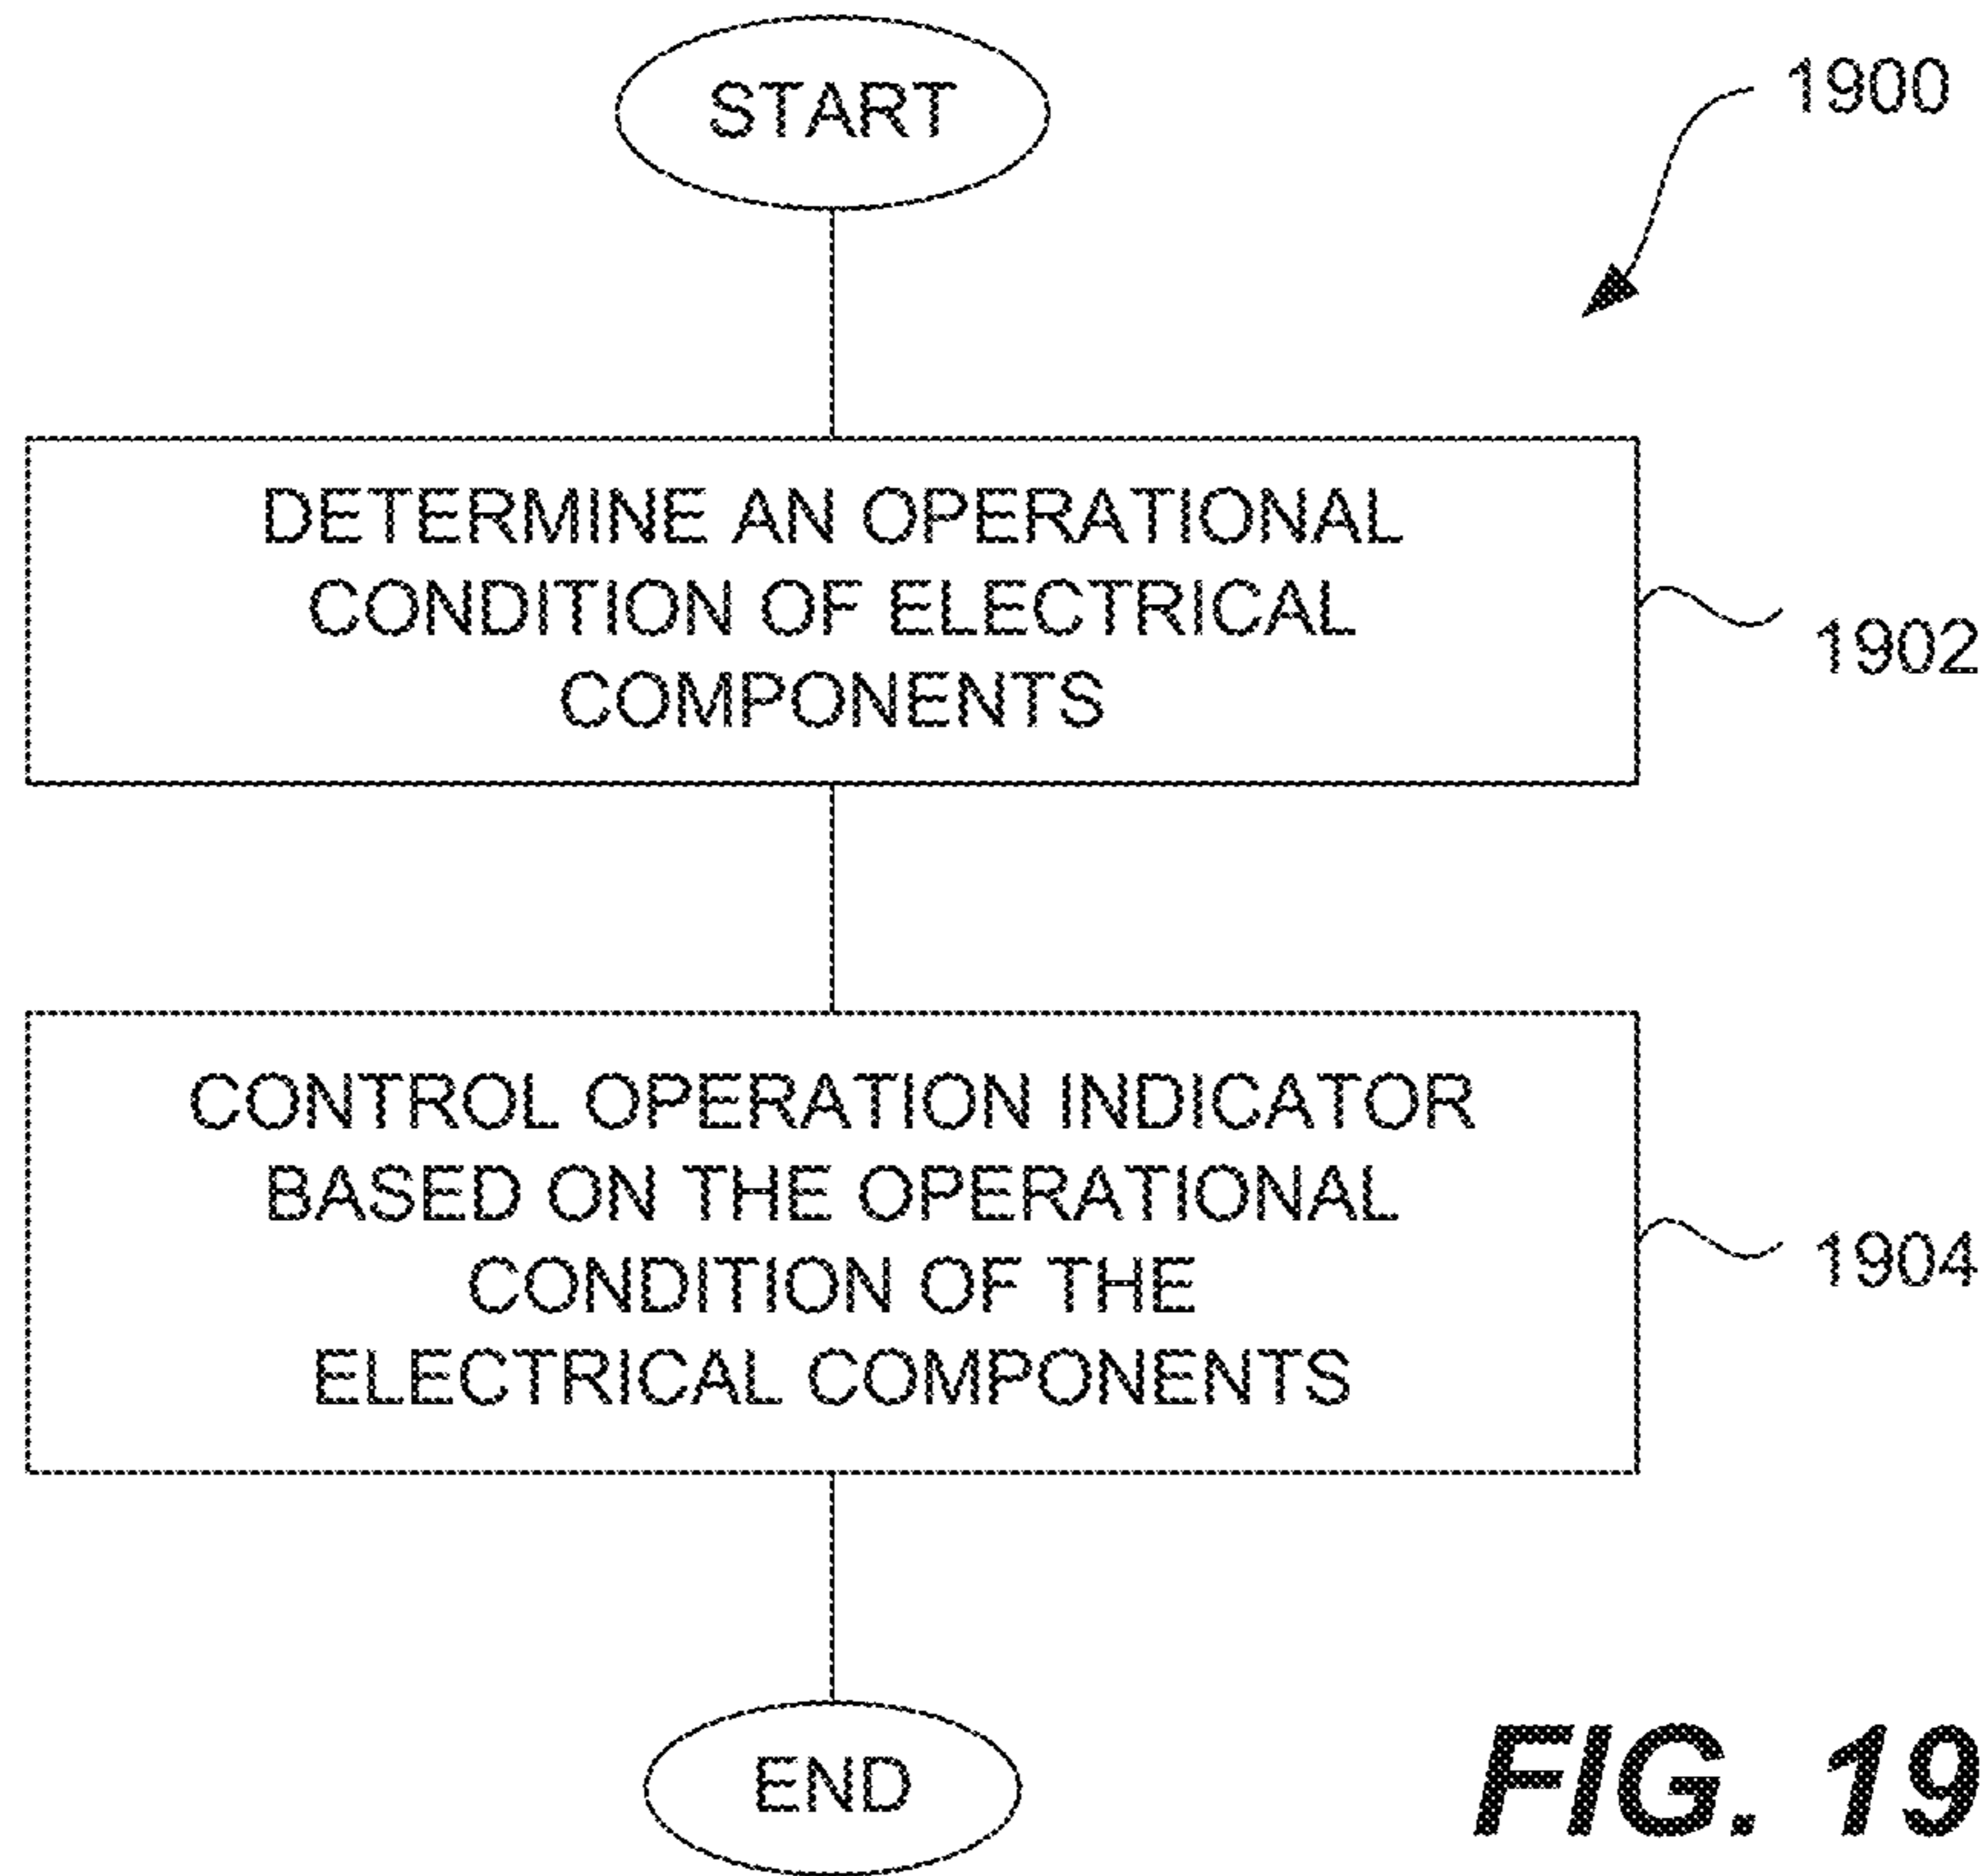 START
1900
DETERMINE AN OPERATIONAL
CONDITION OF ELECTRICAL
COMPONENTS
1902
CONTROL OPERATION INDICATOR
BASED ON THE OPERATIONAL
CONDITION OF THE
ELECTRICAL COMPONENTS
1904
END
FIG. 19